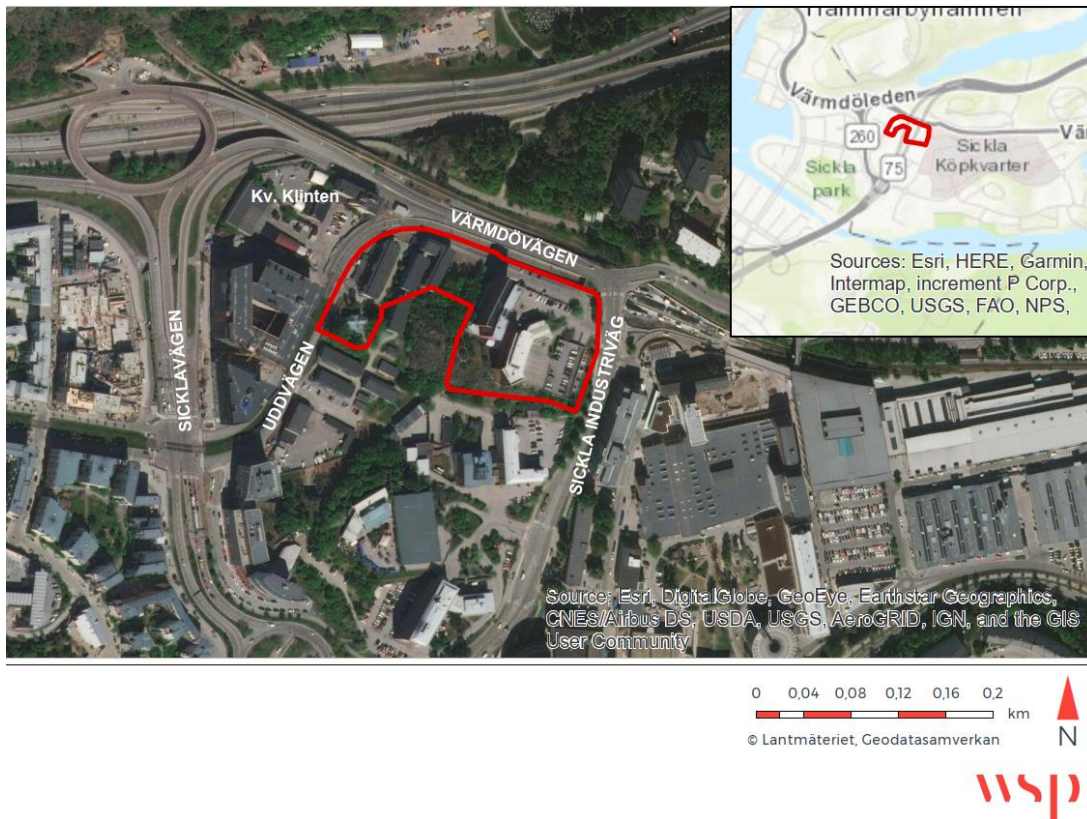 Kv. Klinten
VÄRMDÖVÄGEN
SICKLAVÄGEN
UDDVÄGEN
SICKLA INDUSTRIVÄG
Source: Esri, DigitalGlobe, GeoEye, Earthstar Geographics,
CNES/Airbus DS, USDA, USGS, AeroGRID, IGN, and the GIS
User Community
Värmdöleden
260
75
Sickla
park
Sickla
Köpkvarter
Vä
Sources: Esri, HERE, Garmin,
Intermap, increment P Corp.,
GEBCO, USGS, FAO, NPS,
0 0,04 0,08 0,12 0,16 0,2
km
© Lantmäteriet, Geodatasamverkan
N
wsp